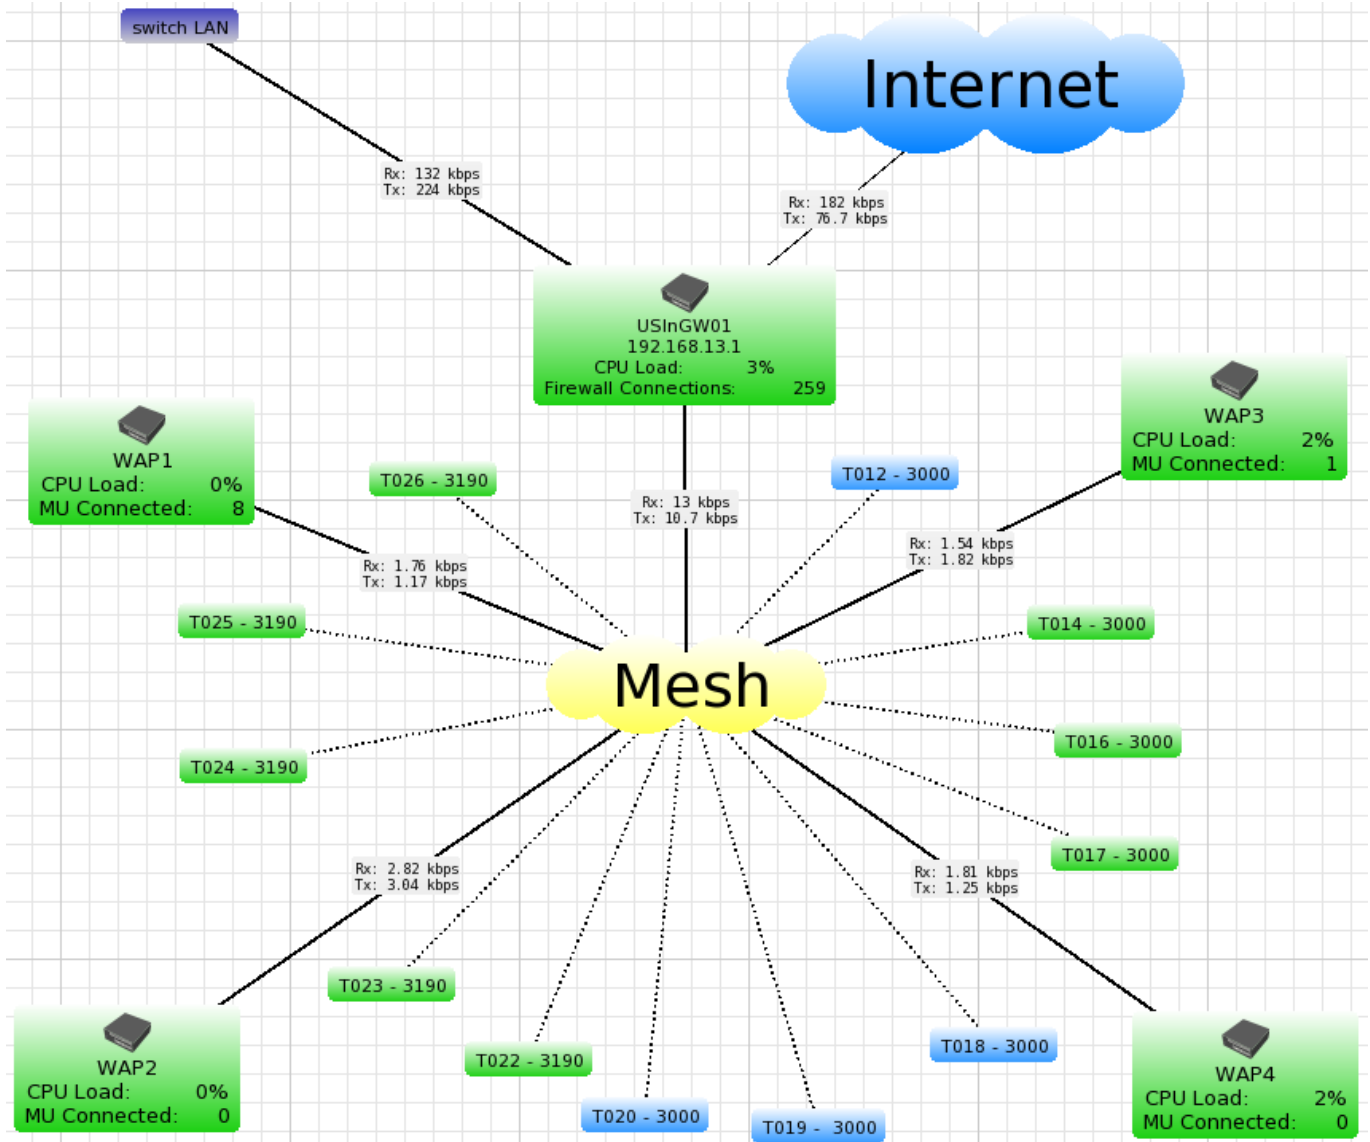 switch LAN
Internet
Rx: 132 kbps
Tx: 224 kbps
Rx: 182 kbps
Tx: 76.7 kbps
USInGW01
192.168.13.1
CPU Load: 3%
Firewall Connections: 259
WAP3
CPU Load: 2%
MU Connected: 1
WAP1
CPU Load: 0%
MU Connected: 8
T026 - 3190
T012 - 3000
Rx: 13 kbps
Tx: 10.7 kbps
Rx: 1.54 kbps
Tx: 1.82 kbps
Rx: 1.76 kbps
Tx: 1.17 kbps
T025 - 3190
T014 - 3000
Mesh
T016 - 3000
T024 - 3190
T017 - 3000
Rx: 2.82 kbps
Tx: 3.04 kbps
Rx: 1.81 kbps
Tx: 1.25 kbps
T023 - 3190
T018 - 3000
T022 - 3190
WAP2
CPU Load: 0%
MU Connected: 0
WAP4
CPU Load: 2%
MU Connected: 0
T020 - 3000
T019 - 3000